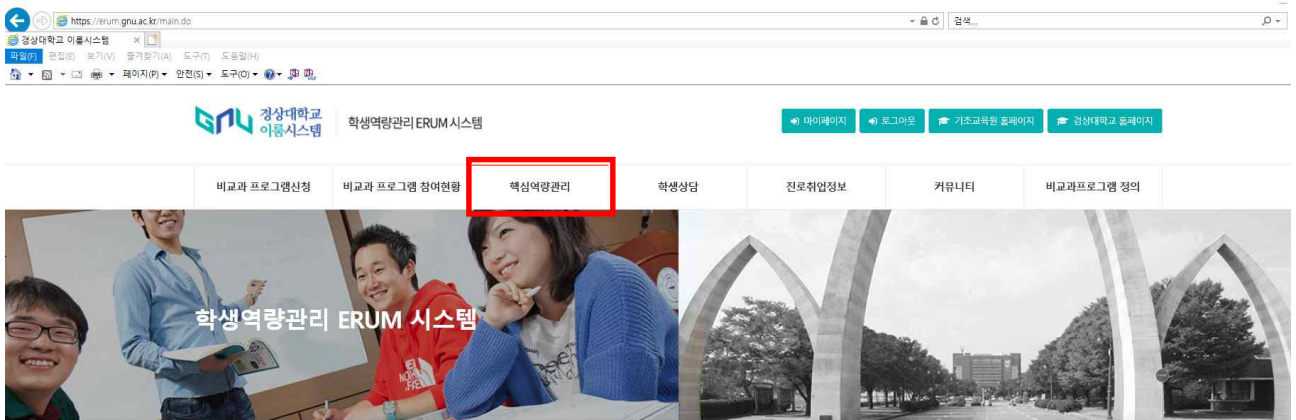 https://erum.gnu.ac.kr/main.do
검색...
경상대학교 이룸시스템
파일(F) 편집(E) 보기(V) 즐겨찾기(A) 도구(T) 도움말(H)
페이지(P) 안전(S) 도구(O)
GNU 경상대학교 이룸시스템
학생역량관리 ERUM 시스템
마이페이지 로그아웃 기초교육원 홈페이지 경상대학교 홈페이지
비교과 프로그램신청 비교과 프로그램 참여현황 핵심역량관리 학생상담 진로취업정보 커뮤니티 비교과프로그램 정의
학생역량관리 ERUM 시스템